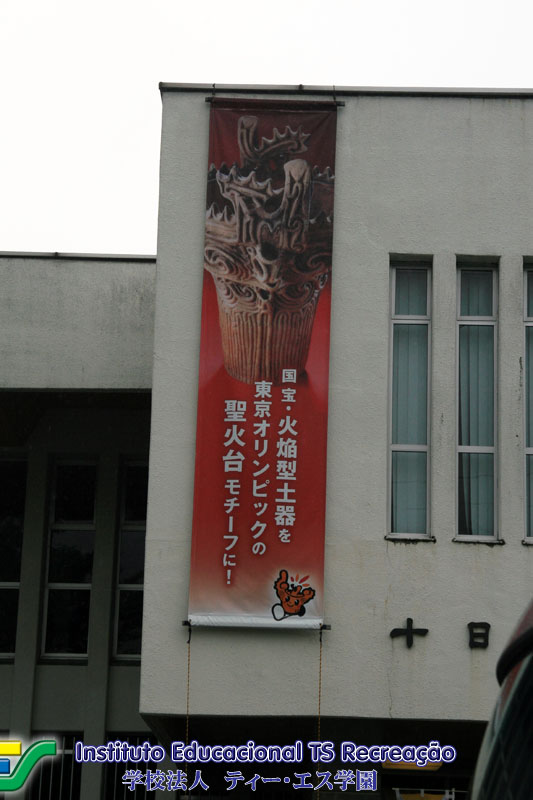 国宝・火焔型土器を
東京オリンピックの
聖火台モチーフに!
十日
Instituto Educacional TS Recreação
学校法人 ティー・エス学園